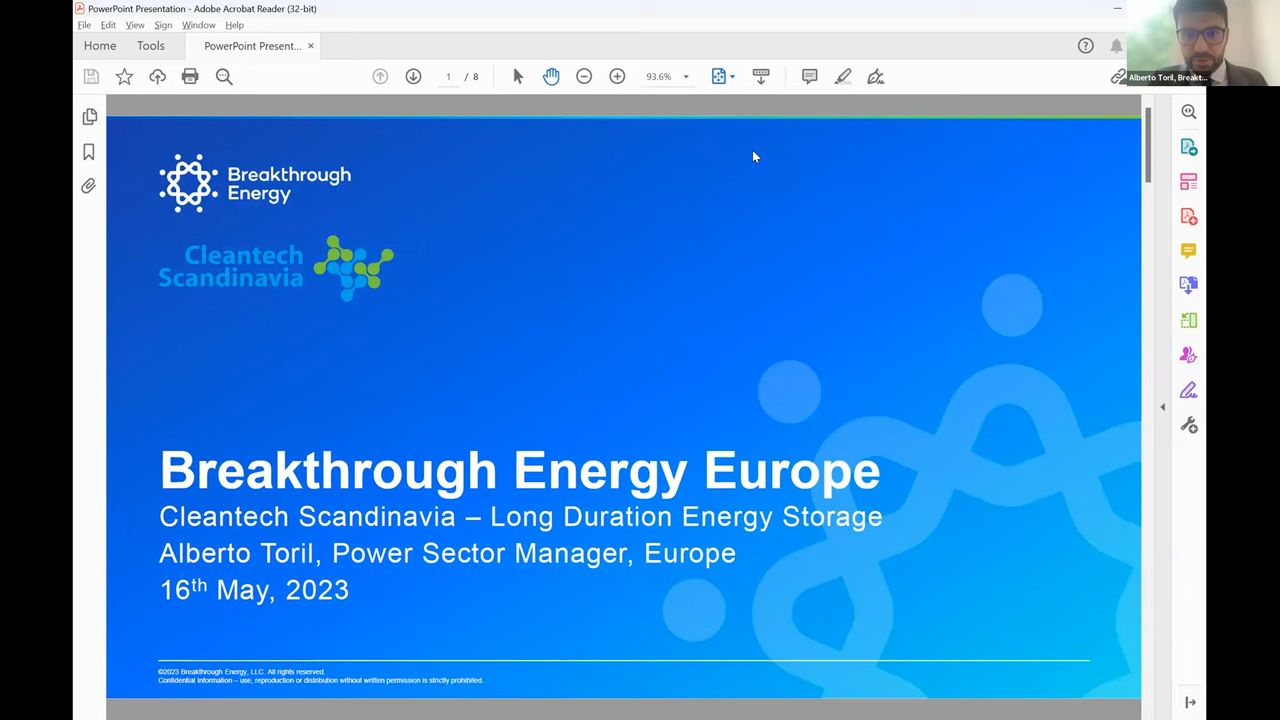 PowerPoint Presentation - Adobe Acrobat Reader (32-bit)
File Edit View Sign Window Help
Home Tools PowerPoint Present... ×
1 / 8 93.6%
Alberto Toril, Breakt...
Breakthrough
Energy
Cleantech
Scandinavia
Breakthrough Energy Europe
Cleantech Scandinavia – Long Duration Energy Storage
Alberto Toril, Power Sector Manager, Europe
16th May, 2023
©2023 Breakthrough Energy, LLC. All rights reserved.
Confidential Information – use, reproduction or distribution without written permission is strictly prohibited.